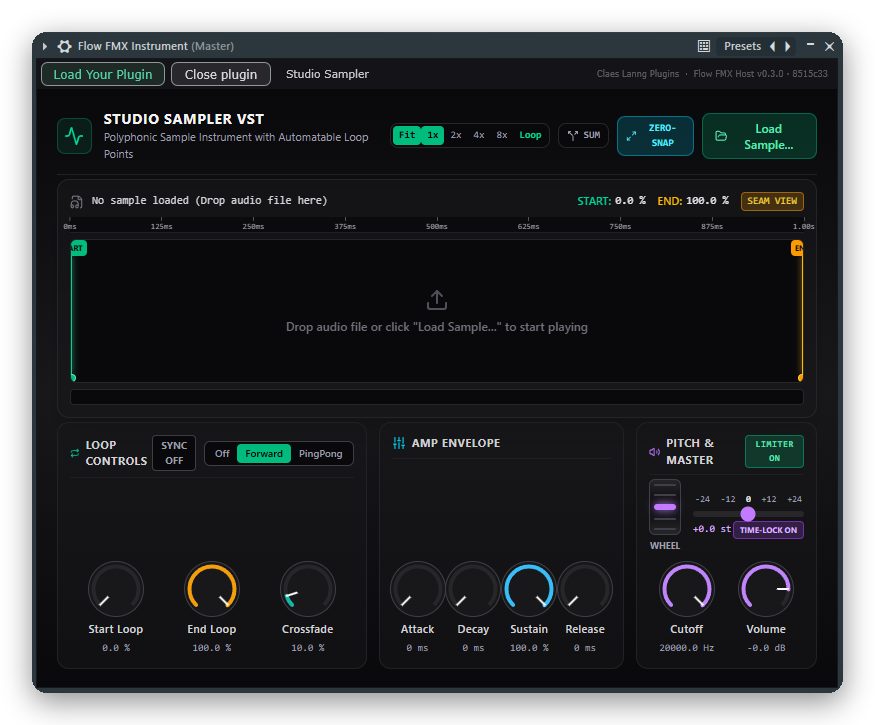 Flow FMX Instrument (Master)
Presets
Load Your Plugin
Close plugin
Studio Sampler
Claes Lanng Plugins · Flow FMX Host v0.3.0 · 8515c33
STUDIO SAMPLER VST
Polyphonic Sample Instrument with Automatable Loop
Points
Fit 1x 2x 4x 8x Loop
SUM
ZERO-
SNAP
Load
Sample...
No sample loaded (Drop audio file here)
START: 0.0 % END: 100.0 %
SEAM VIEW
0ms 125ms 250ms 375ms 500ms 625ms 750ms 875ms 1.00s
ART
EN
Drop audio file or click "Load Sample..." to start playing
LOOP
CONTROLS
SYNC
OFF
Off Forward PingPong
Start Loop End Loop Crossfade
0.0 % 100.0 % 10.0 %
AMP ENVELOPE
Attack Decay Sustain Release
0 ms 0 ms 100.0 % 0 ms
PITCH &
MASTER
LIMITER
ON
-24 -12 0 +12 +24
+0.0 st TIME-LOCK ON
WHEEL
Cutoff Volume
20000.0 Hz -0.0 dB